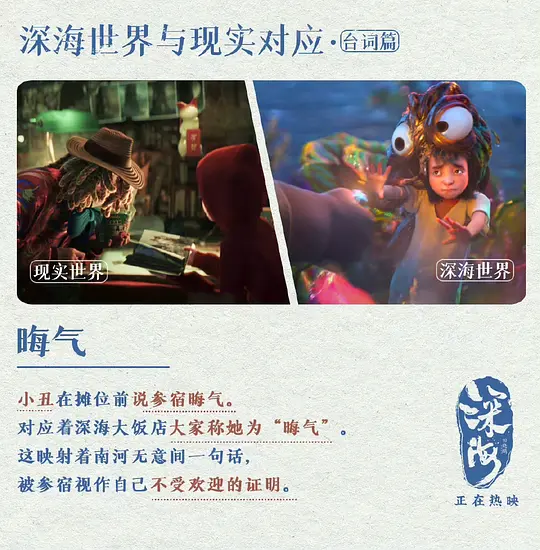 深海世界与现实对应·台词篇
现实世界
深海世界
晦气
小丑在摊位前说参宿晦气。
对应着深海大饭店大家称她为“晦气”。
这映射着南河无意间一句话，
被参宿视作自己不受欢迎的证明。
深海
正在热映